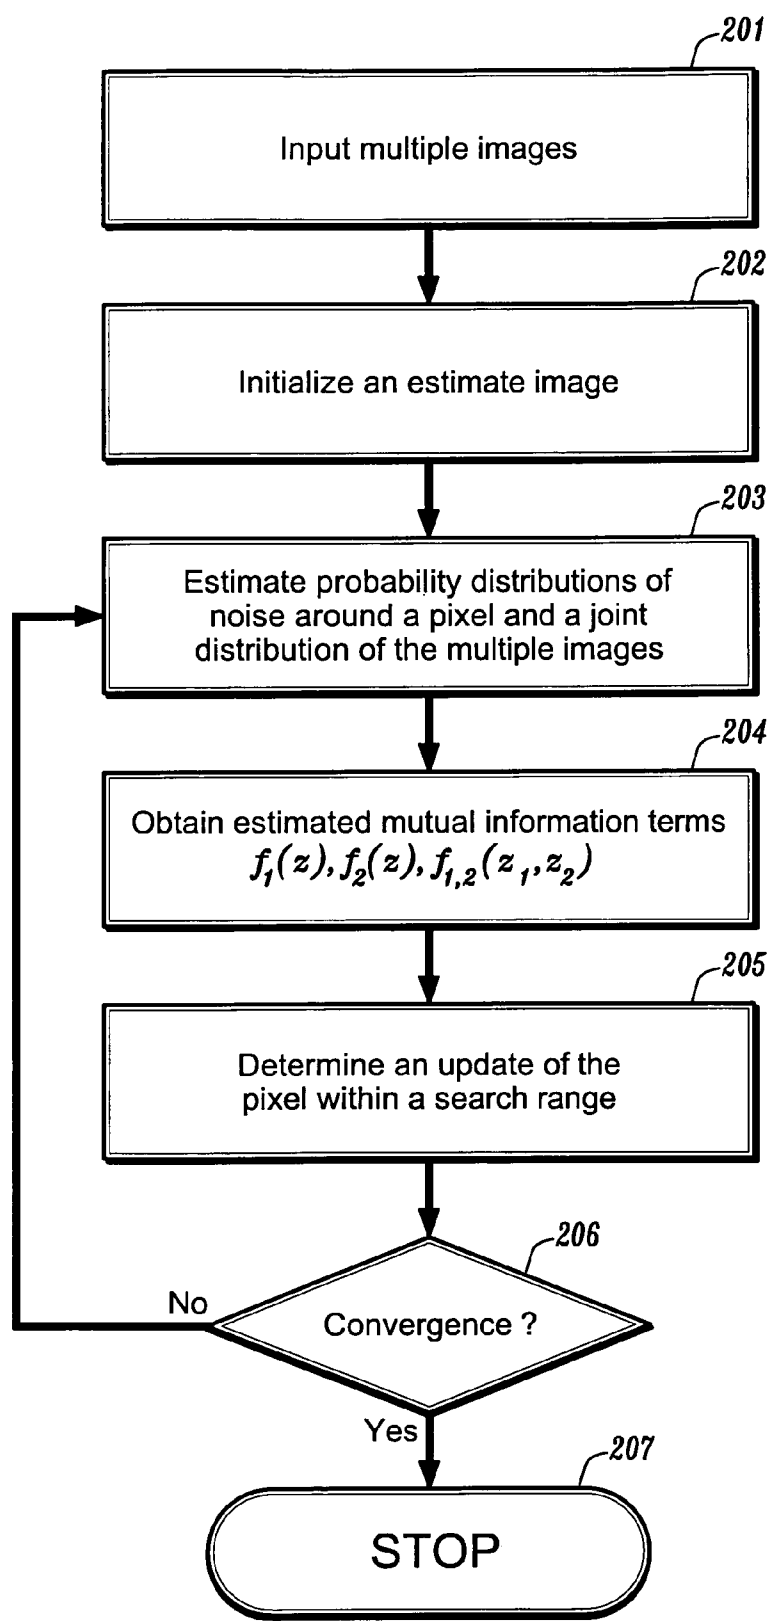 201
Input multiple images
202
Initialize an estimate image
203
Estimate probability distributions of
noise around a pixel and a joint
distribution of the multiple images
204
Obtain estimated mutual information terms
f₁(z), f₂(z), f₁,₂(z₁,z₂)
205
Determine an update of the
pixel within a search range
206
Convergence ?
No
Yes
207
STOP